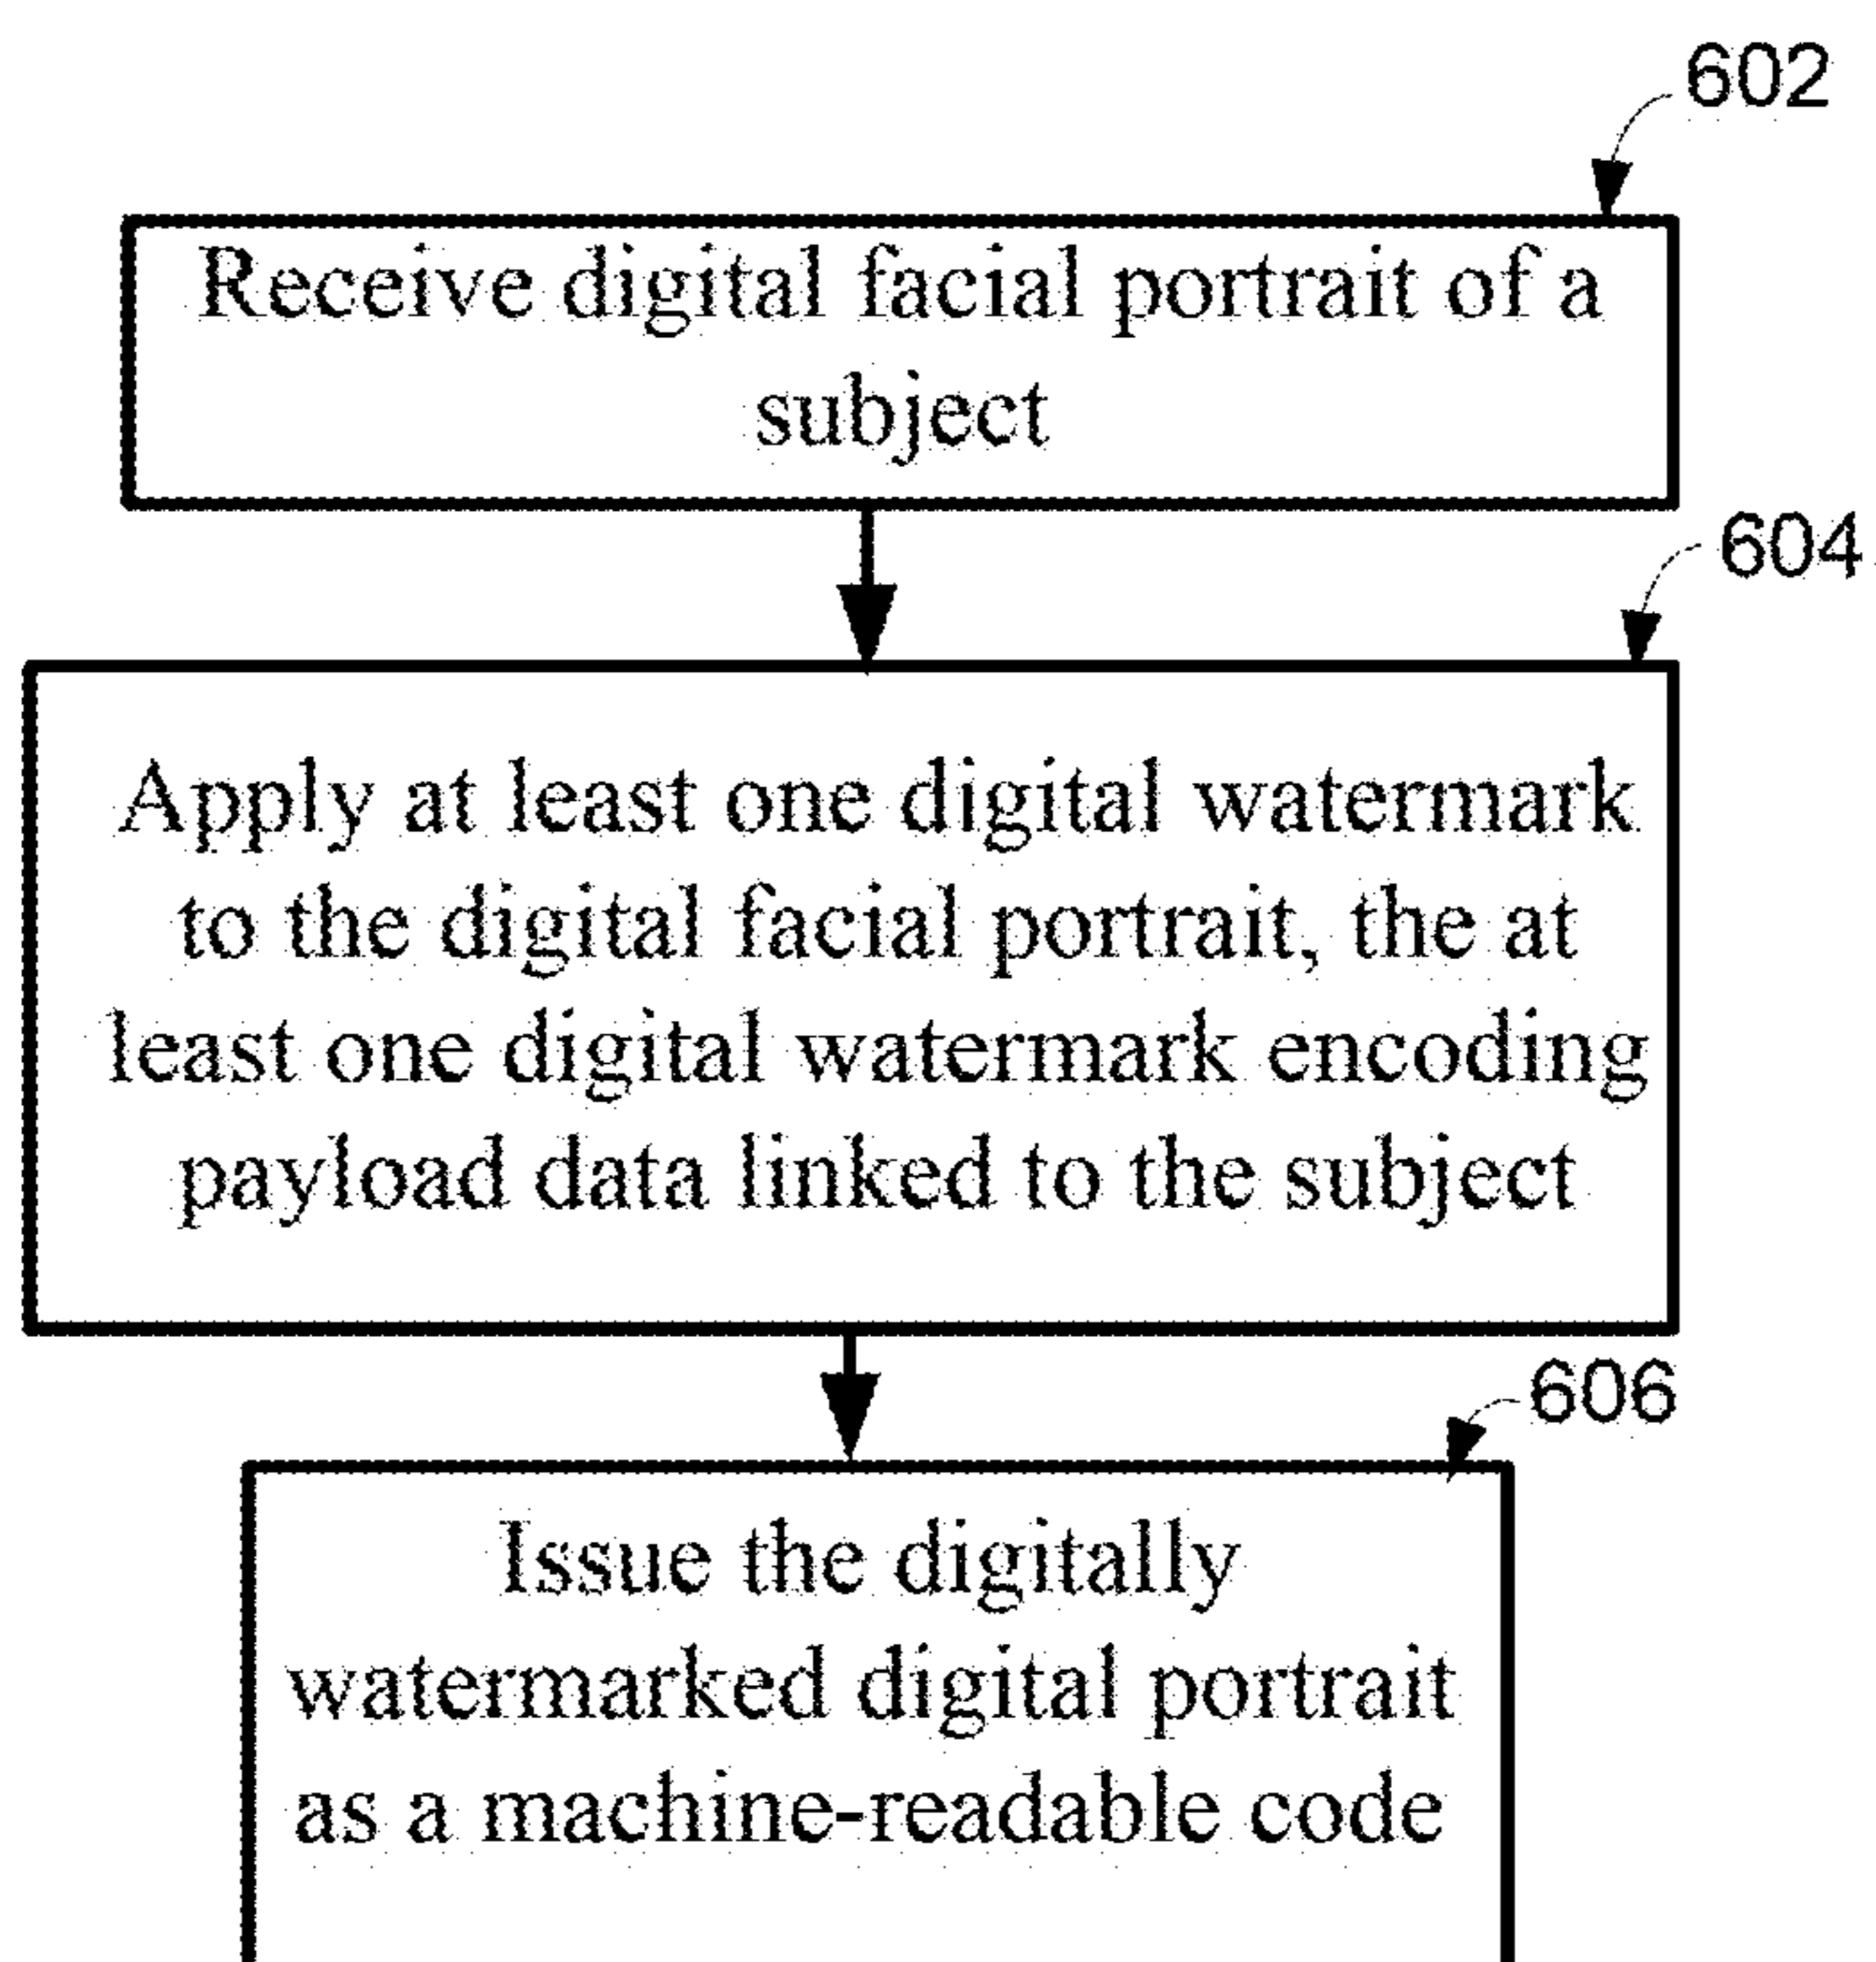 602
Receive digital facial portrait of a
subject
604
Apply at least one digital watermark
to the digital facial portrait, the at
least one digital watermark encoding
payload data linked to the subject
606
Issue the digitally
watermarked digital portrait
as a machine-readable code